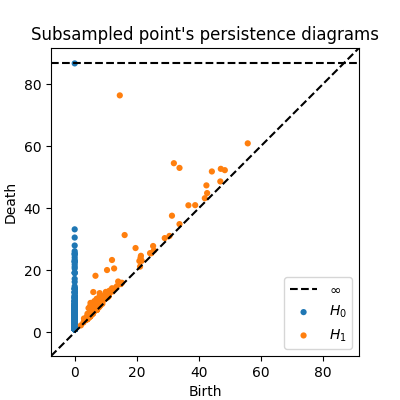 Subsampled point's persistence diagrams
80
60
40
20
0
Death
∞
H₀
H₁
0 20 40 60 80
Birth